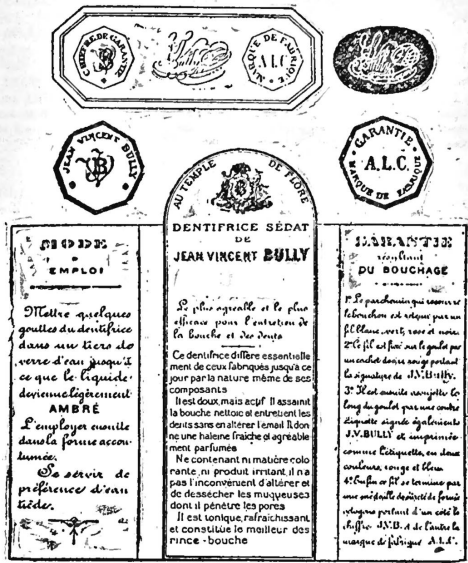 CHIFFRE DE GARANTIE
MARQUE DE FABRIQUE
A.L.C.
JEAN VINCENT BULLY
JVB
GARANTIE
A.L.C.
MARQUE DE FABRIQUE
MODE
D'
EMPLOI
Mettre quelques
gouttes du dentifrice
dans un tiers de
verre d'eau jusqu'à
ce que le liquide
devienne légèrement
AMBRÉ
L'employer ensuite
dans la forme accou-
tumée.
Se servir de
préférence d'eau
tiède.
AU TEMPLE DE FLORE
DENTIFRICE SÉDAT
DE
JEAN VINCENT BULLY
Le plus agréable et le plus
efficace pour l'entretien de
la bouche et des dents
Ce dentifrice diffère essentielle
ment de ceux fabriqués jusqu'à ce
jour par la nature même de ses
composants
Il est doux, mais actif Il assainit
la bouche nettoie et entretient les
dents sans en altérer l'émail Il don
ne une haleine fraîche et agréable
ment parfumée
Ne contenant ni matière colo
rante, ni produit irritant, il n'a
pas l'inconvénient d'altérer et
de dessécher les muqueuses
dont il pénètre les pores
Il est tonique, rafraîchissant
et constitue le meilleur des
rince-bouche
GARANTIE
résultant
DU BOUCHAGE
1º Le parchemin qui recouvre
le bouchon est retenu par un
fil blanc, vert, rose et noir.
2º Ce fil est fixé sur le goulot par
un cachet de cire rouge portant
la signature de J.V. Bully.
3º Il est ensuite assujetti le
long du goulot par une contre
étiquette signée également
J.V. BULLY et imprimée
comme l'étiquette, en deux
couleurs, rouge et bleu
4º Enfin ce fil se termine par
une médaille de sûreté de forme
octogone portant d'un côté le
chiffre J.V.B. et de l'autre la
marque de fabrique A.L.C.